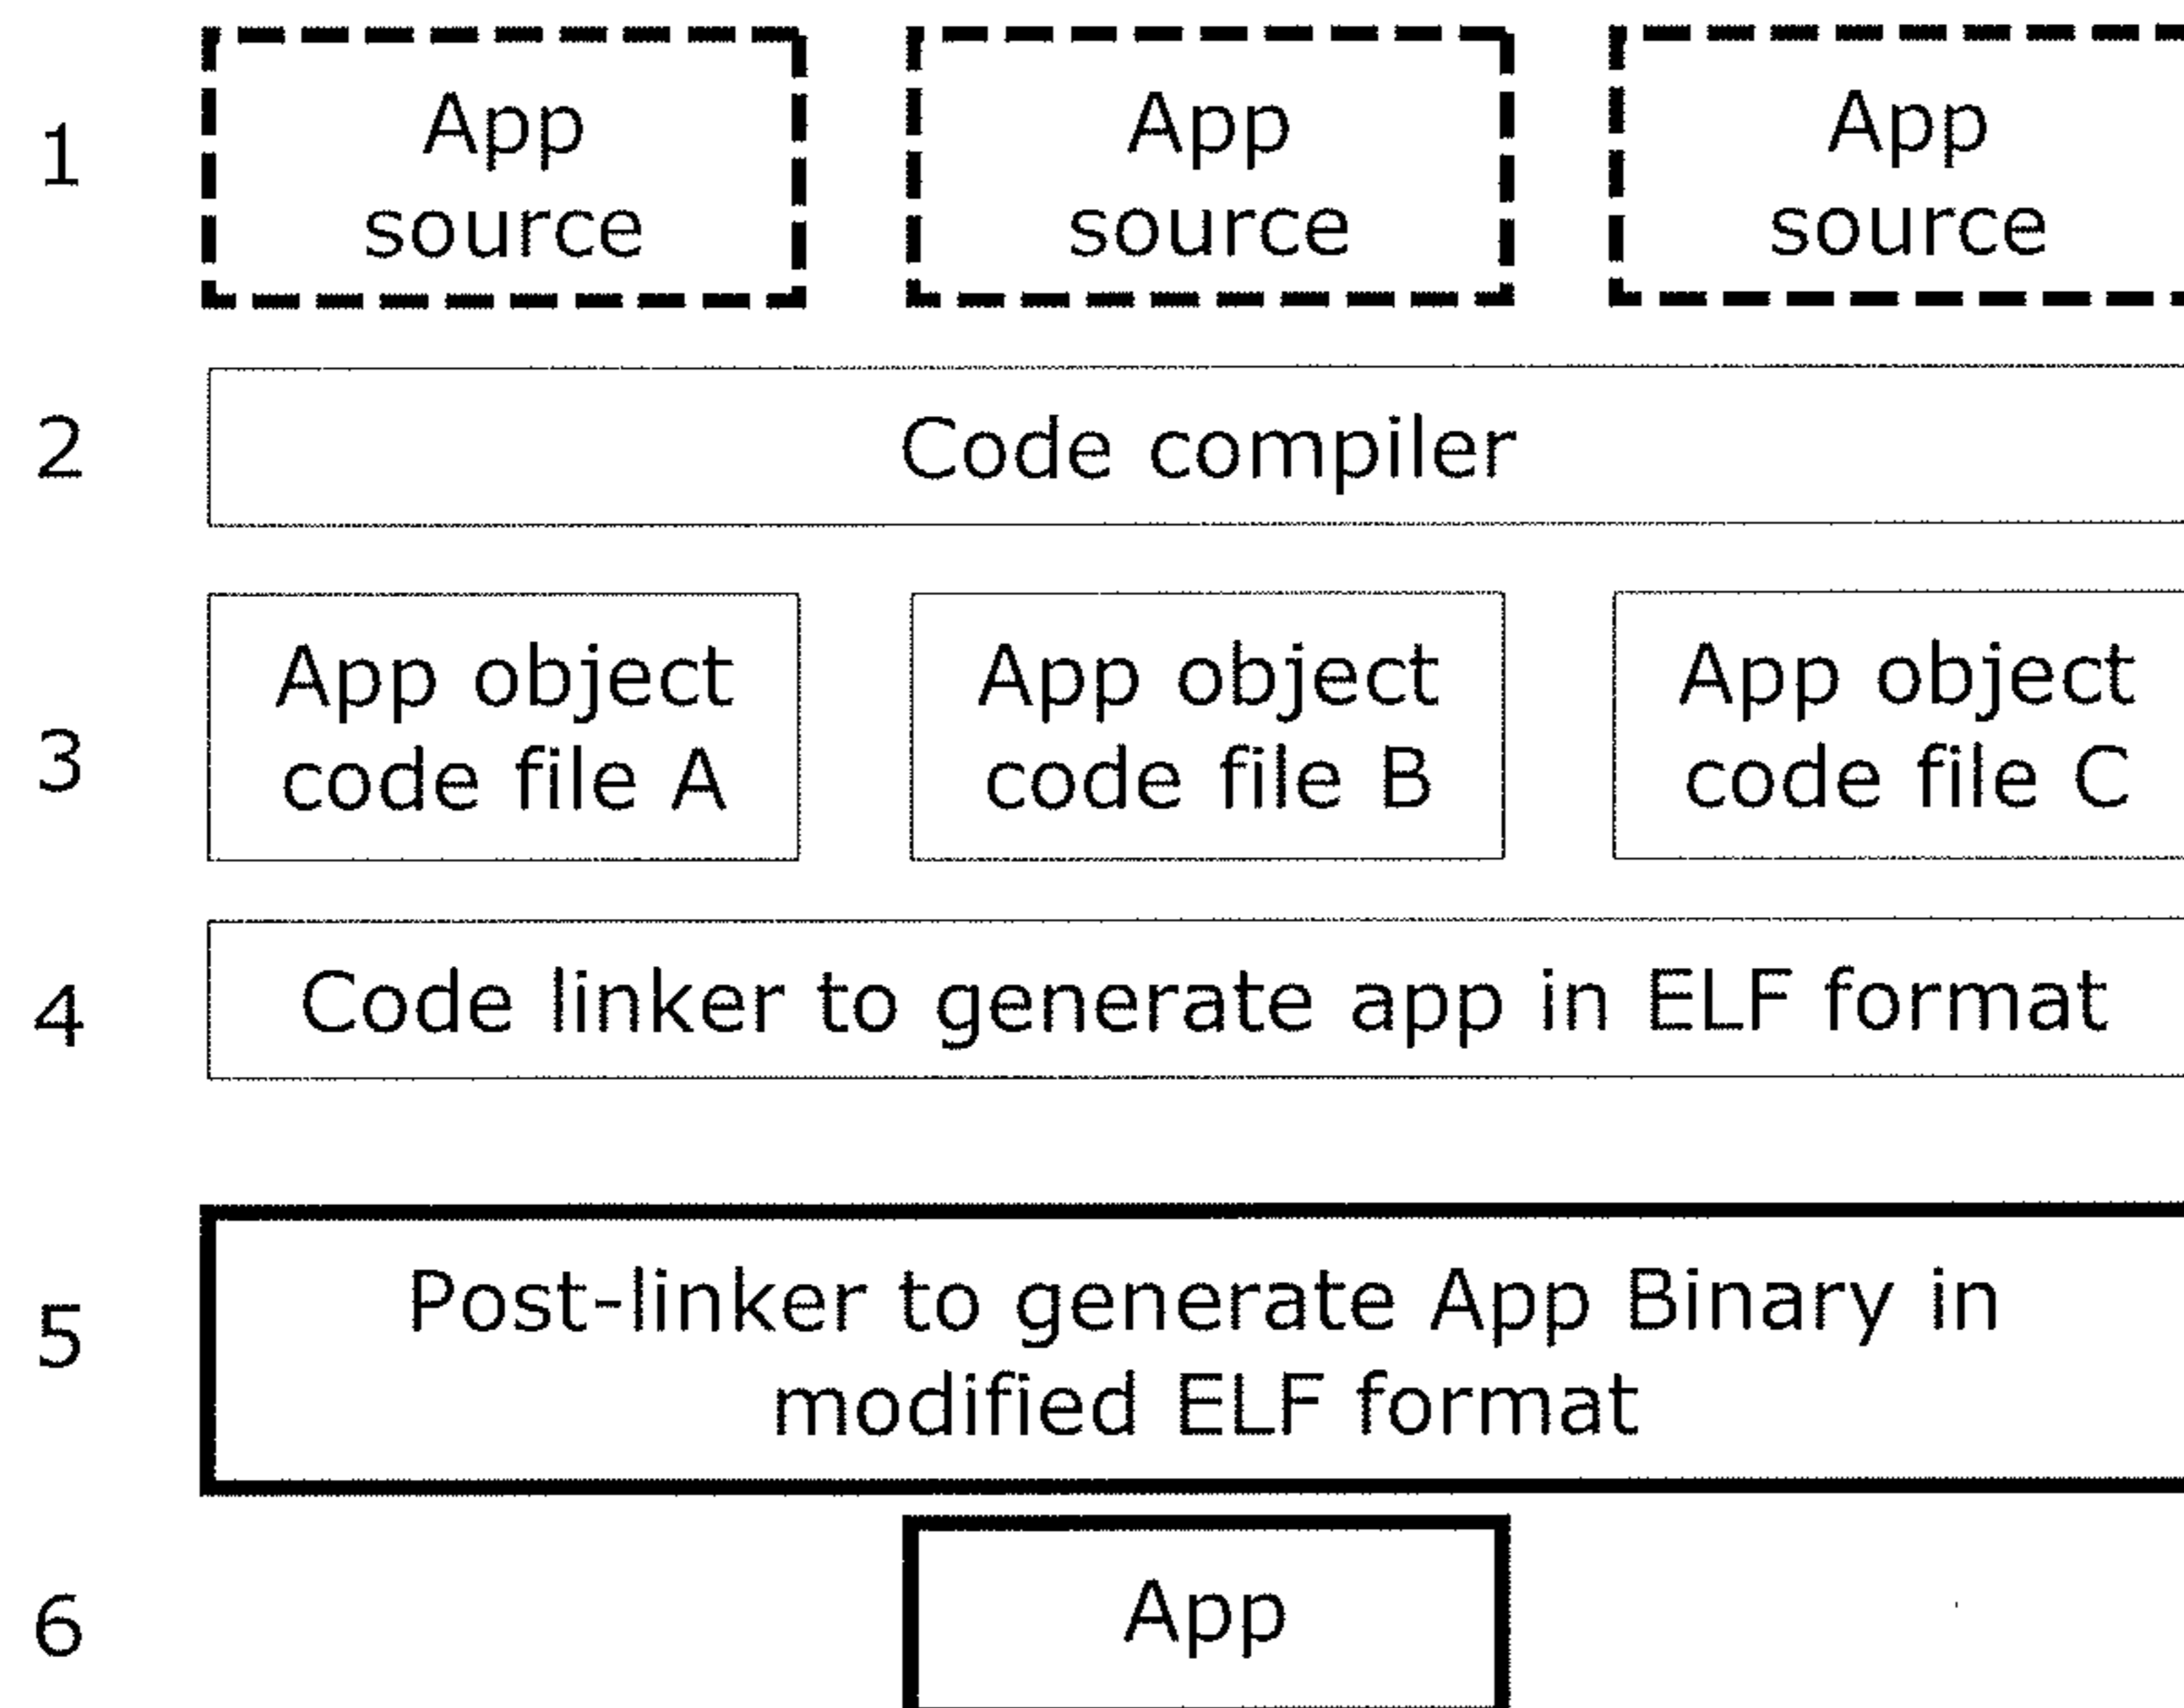 1
App
source
App
source
App
source
2
Code compiler
3
App object
code file A
App object
code file B
App object
code file C
4
Code linker to generate app in ELF format
5
Post-linker to generate App Binary in
modified ELF format
6
App